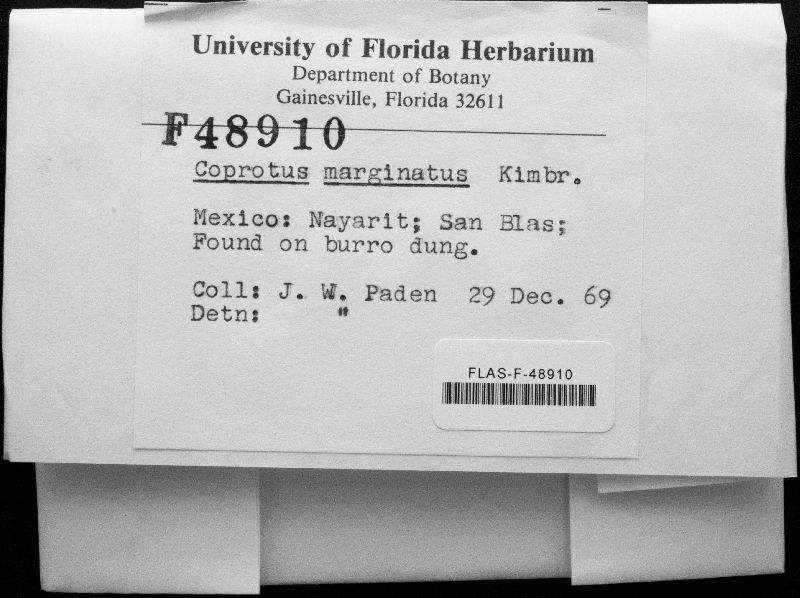 University of Florida Herbarium
Department of Botany
Gainesville, Florida 32611
F48910
Coprotus marginatus Kimbr.
Mexico: Nayarit; San Blas;
Found on burro dung.
Coll: J. W. Paden 29 Dec. 69
Detn: "
FLAS-F-48910